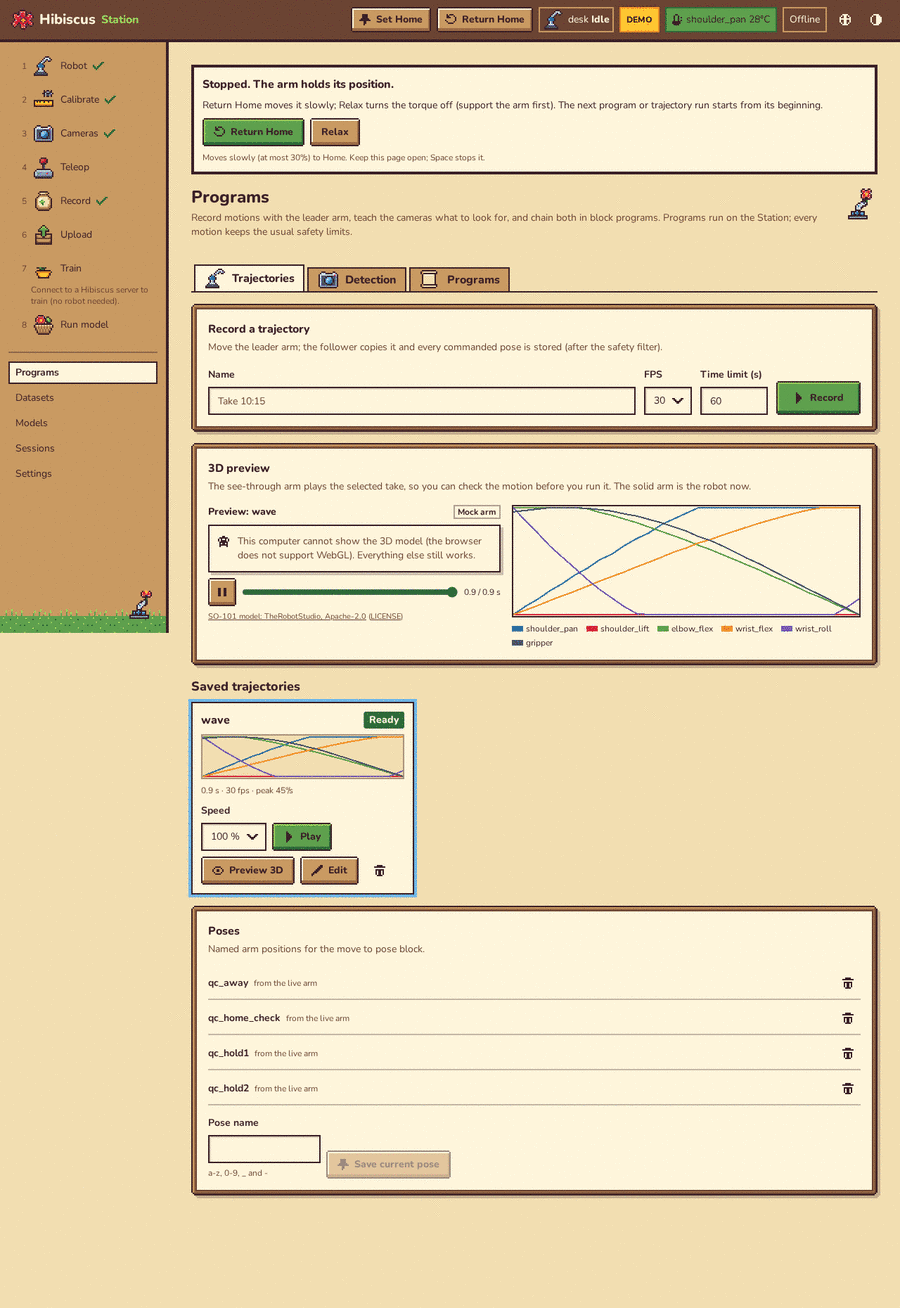 Hibiscus Station
Set Home
Return Home
desk Idle
DEMO
shoulder_pan 28°C
Offline
1 Robot
2 Calibrate
3 Cameras
4 Teleop
5 Record
6 Upload
7 Train
Connect to a Hibiscus server to
train (no robot needed).
8 Run model
Programs
Datasets
Models
Sessions
Settings
Stopped. The arm holds its position.
Return Home moves it slowly; Relax turns the torque off (support the arm first). The next program or trajectory run starts from its beginning.
Return Home
Relax
Moves slowly (at most 30%) to Home. Keep this page open; Space stops it.
Programs
Record motions with the leader arm, teach the cameras what to look for, and chain both in block programs. Programs run on the Station; every
motion keeps the usual safety limits.
Trajectories
Detection
Programs
Record a trajectory
Move the leader arm; the follower copies it and every commanded pose is stored (after the safety filter).
Name
FPS
Time limit (s)
Take 10:15
30
60
Record
3D preview
The see-through arm plays the selected take, so you can check the motion before you run it. The solid arm is the robot now.
Preview: wave
Mock arm
This computer cannot show the 3D model (the browser
does not support WebGL). Everything else still works.
0.9 / 0.9 s
SO-101 model: TheRobotStudio, Apache-2.0 (LICENSE)
shoulder_pan
shoulder_lift
elbow_flex
wrist_flex
wrist_roll
gripper
Saved trajectories
wave
Ready
0.9 s · 30 fps · peak 45%
Speed
100 %
Play
Preview 3D
Edit
Poses
Named arm positions for the move to pose block.
qc_away from the live arm
qc_home_check from the live arm
qc_hold1 from the live arm
qc_hold2 from the live arm
Pose name
Save current pose
a-z, 0-9, _ and -